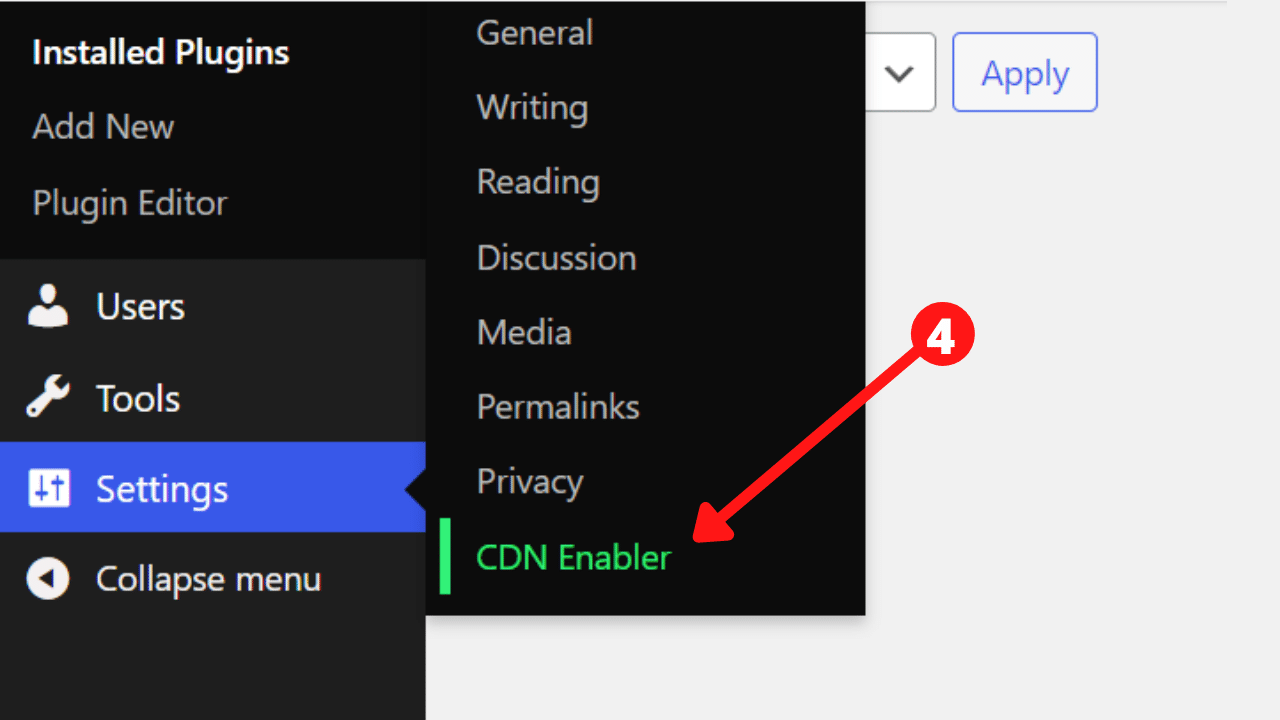 Installed Plugins
Add New
Plugin Editor
Users
Tools
Settings
Collapse menu
General
Writing
Reading
Discussion
Media
Permalinks
Privacy
CDN Enabler
Apply
4